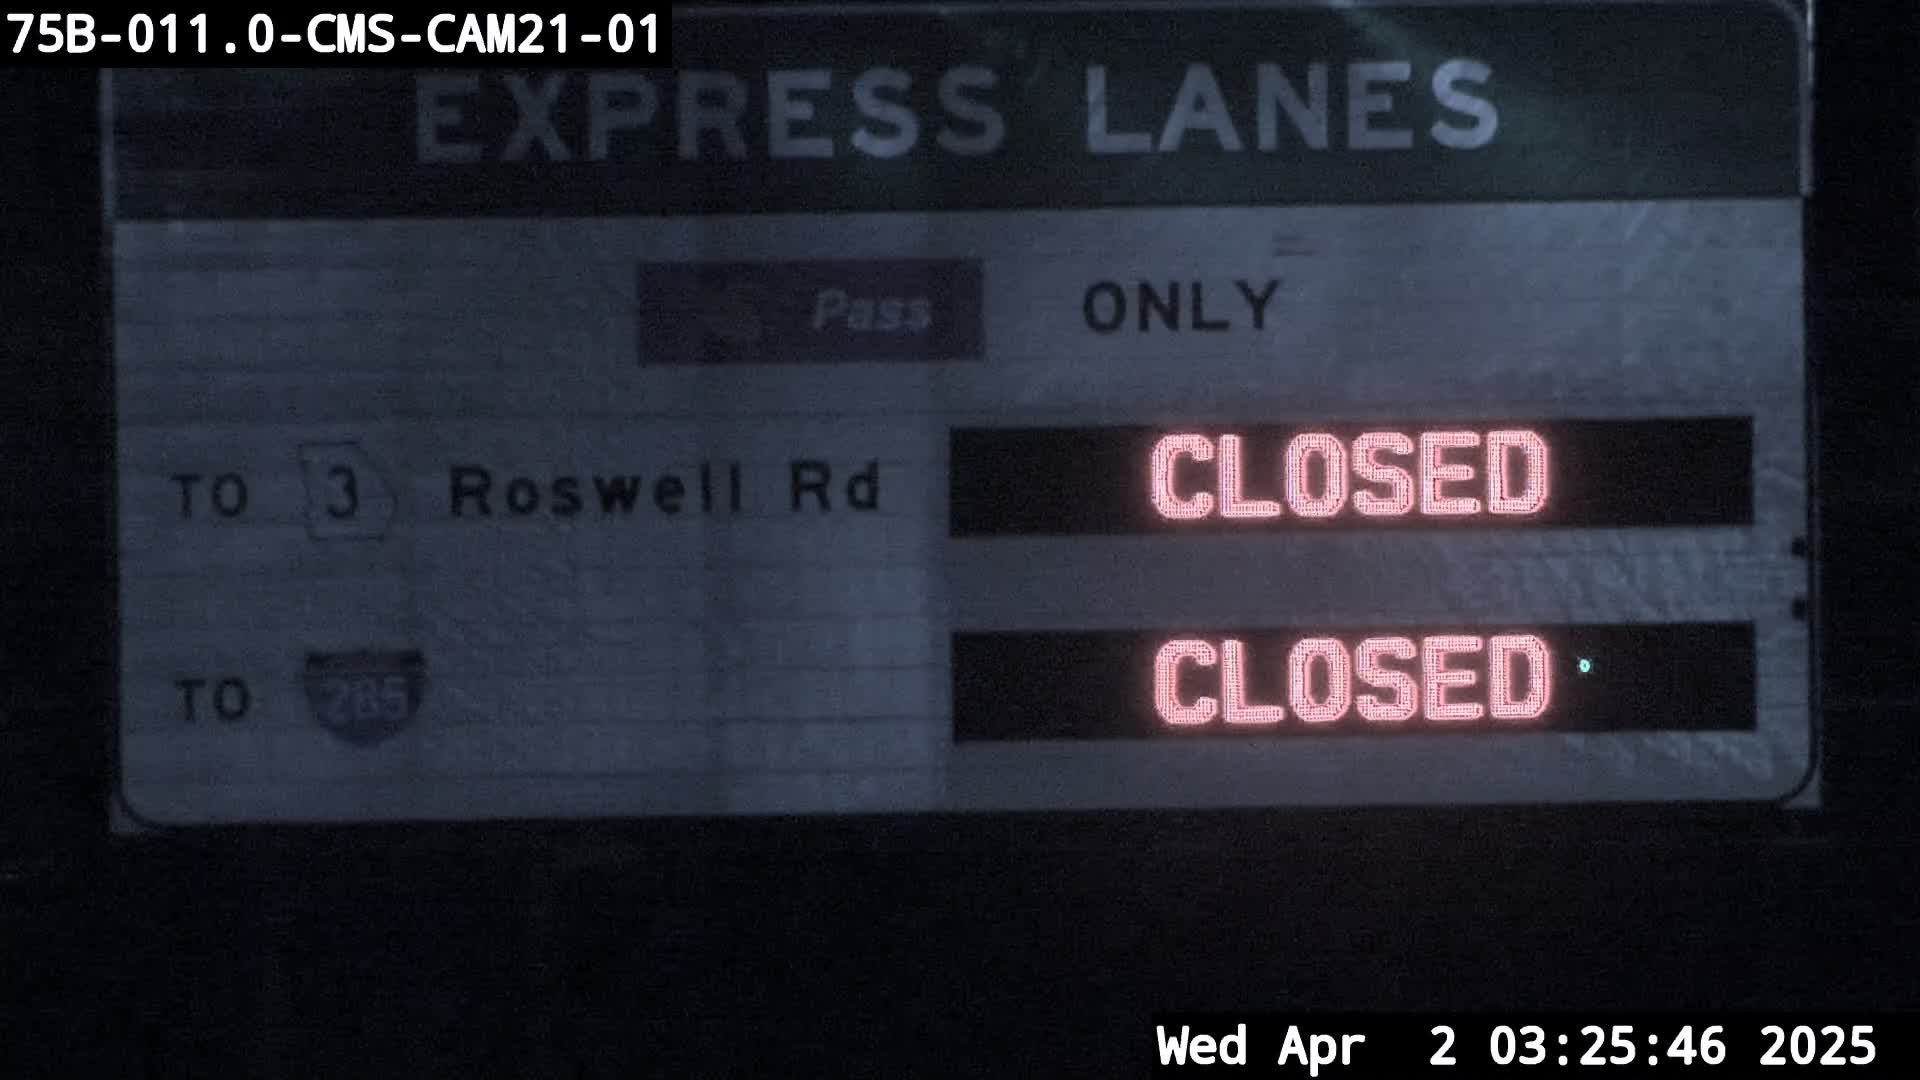 75B-011.0-CMS-CAM21-01
EXPRESS LANES
Pass ONLY
TO 3 Roswell Rd CLOSED
TO 285 CLOSED
Wed Apr 2 03:25:46 2025